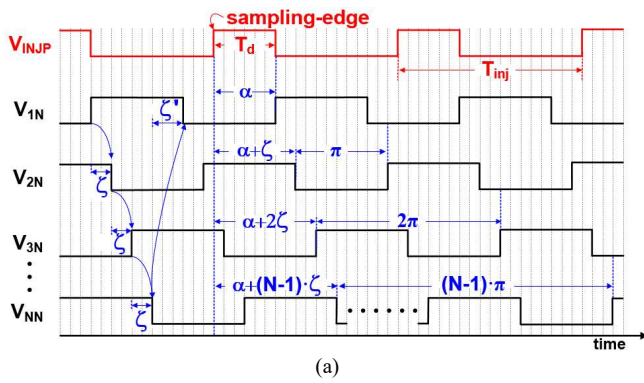 sampling-edge
V_INJP
T_d
T_inj
α
V_1N
ζ'
α+ζ
π
V_2N
ζ
α+2ζ
2π
V_3N
ζ
α+(N-1)·ζ
(N-1)·π
V_NN
ζ
time
(a)